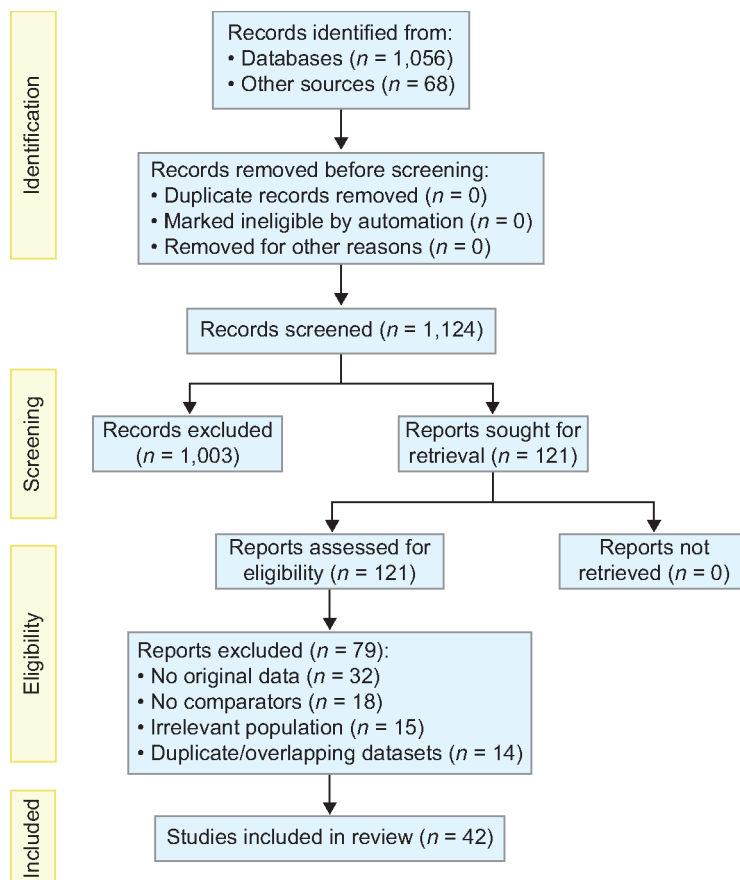 Identification
Records identified from:
• Databases (n = 1,056)
• Other sources (n = 68)
Records removed before screening:
• Duplicate records removed (n = 0)
• Marked ineligible by automation (n = 0)
• Removed for other reasons (n = 0)
Records screened (n = 1,124)
Screening
Records excluded
(n = 1,003)
Reports sought for
retrieval (n = 121)
Reports assessed for
eligibility (n = 121)
Reports not
retrieved (n = 0)
Eligibility
Reports excluded (n = 79):
• No original data (n = 32)
• No comparators (n = 18)
• Irrelevant population (n = 15)
• Duplicate/overlapping datasets (n = 14)
Included
Studies included in review (n = 42)